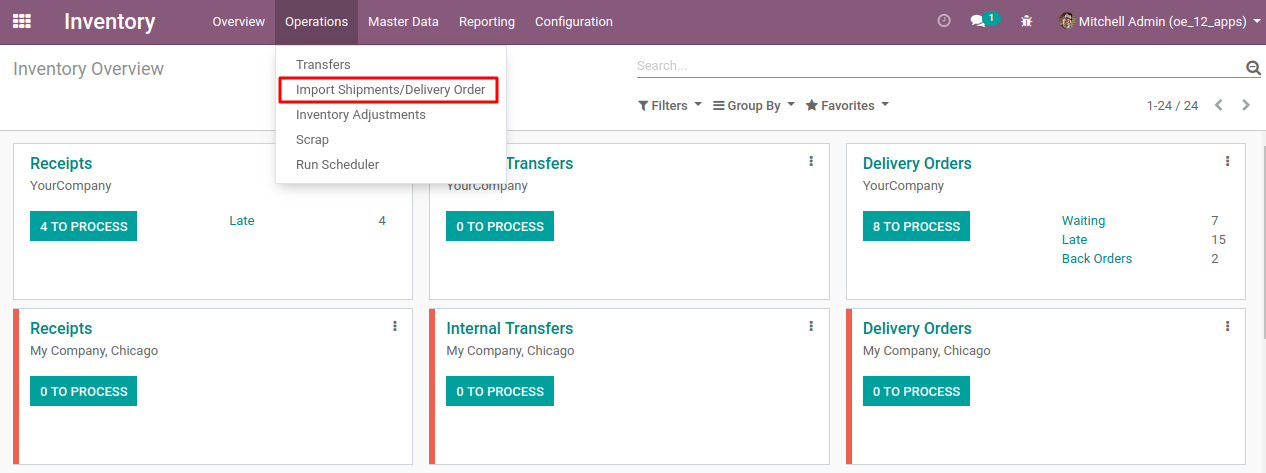 Inventory Overview Operations Master Data Reporting Configuration 1 Mitchell Admin (oe_12_apps)
Inventory Overview
Search...
Transfers
Import Shipments/Delivery Order
Inventory Adjustments
Scrap
Run Scheduler
Filters Group By Favorites 1-24 / 24
Receipts
YourCompany
4 TO PROCESS
Late 4
Transfers
YourCompany
0 TO PROCESS
Delivery Orders
YourCompany
8 TO PROCESS
Waiting 7
Late 15
Back Orders 2
Receipts
My Company, Chicago
0 TO PROCESS
Internal Transfers
My Company, Chicago
0 TO PROCESS
Delivery Orders
My Company, Chicago
0 TO PROCESS